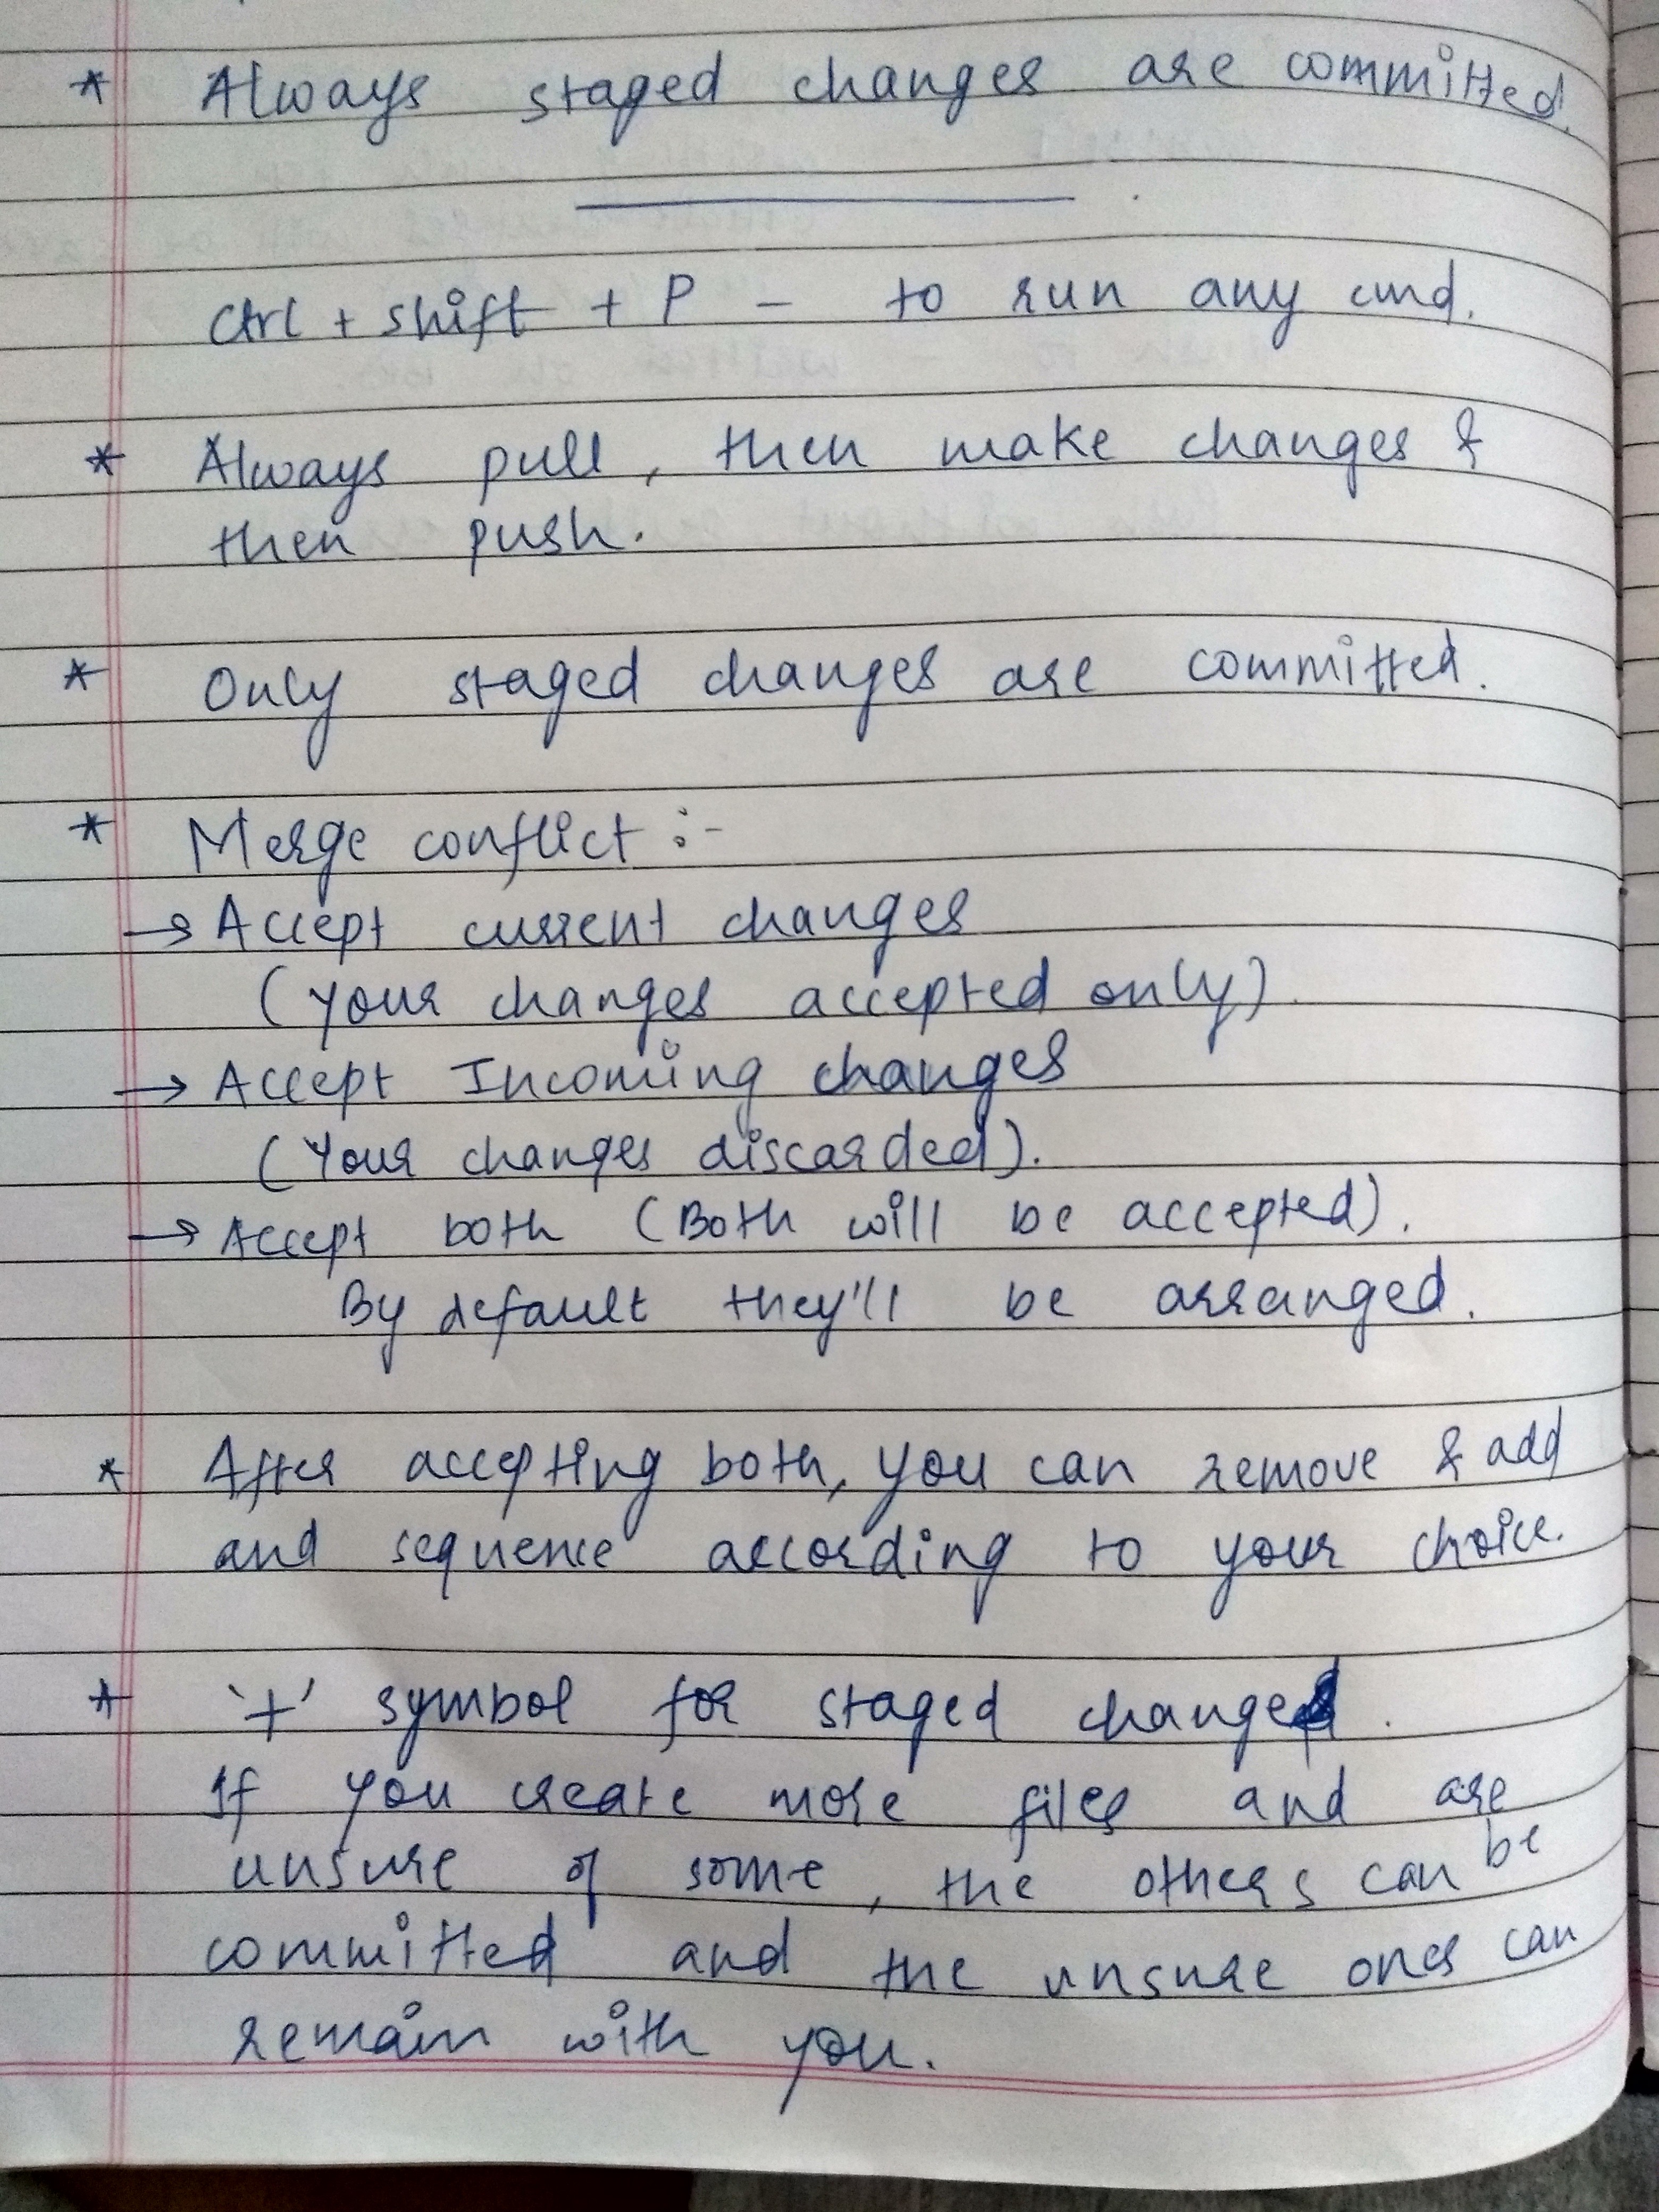 * Always staged changes are committed.
Ctrl + shift + P - to run any cmd.
* Always pull, then make changes &
then push.
* Only staged changes are committed.
* Merge conflict :-
→ Accept current changes
(Your changes accepted only).
→ Accept Incoming changes
(Your changes discarded).
→ Accept both (Both will be accepted).
By default they'll be arranged.
* After accepting both, you can remove & add
and sequence according to your choice.
* '+' symbol for staged changes.
If you create more files and are
unsure of some, the others can be
committed and the unsure ones can
remain with you.